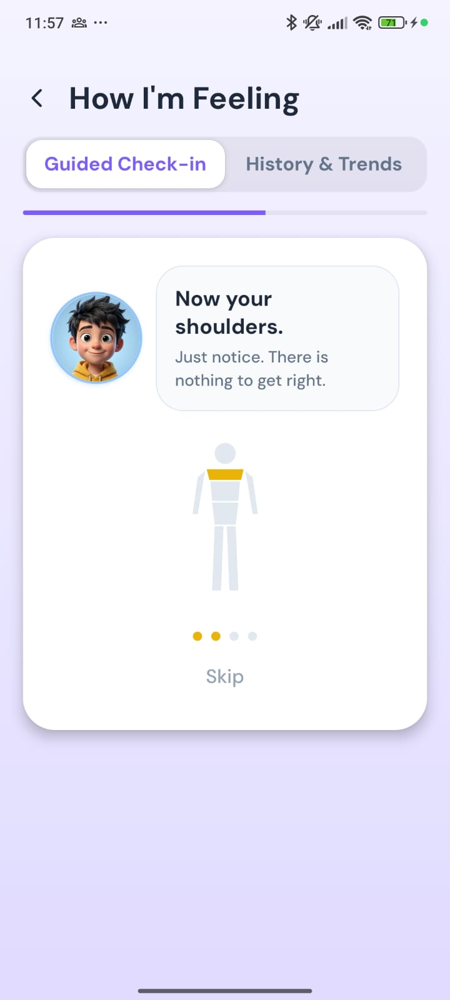 11:57
71
How I'm Feeling
Guided Check-in
History & Trends
Now your
shoulders.
Just notice. There is
nothing to get right.
Skip